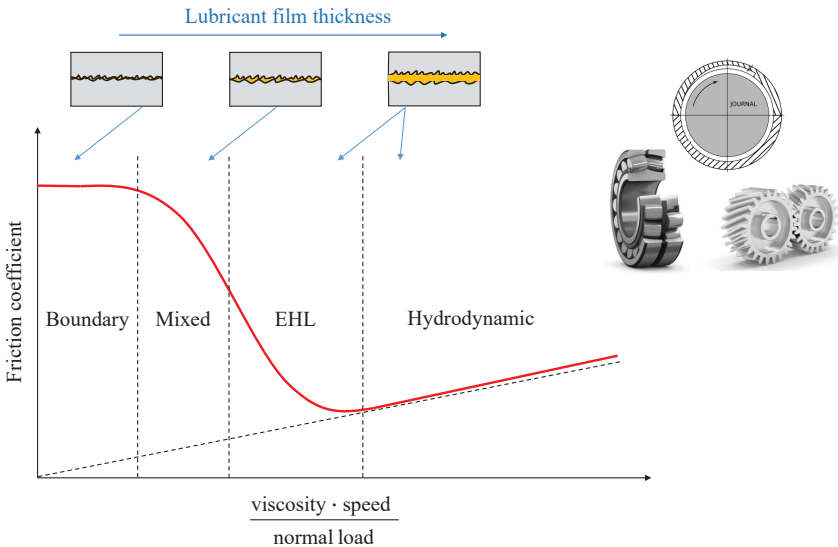 Lubricant film thickness
JOURNAL
Friction coefficient
Boundary
Mixed
EHL
Hydrodynamic
viscosity · speed
normal load